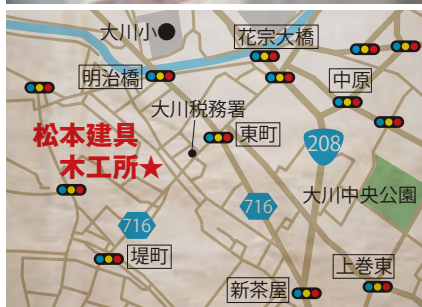 大川小
花宗大橋
明治橋
中原
大川税務署
東町
松本建具
木工所★
208
大川中央公園
716
716
堤町
上巻東
新茶屋